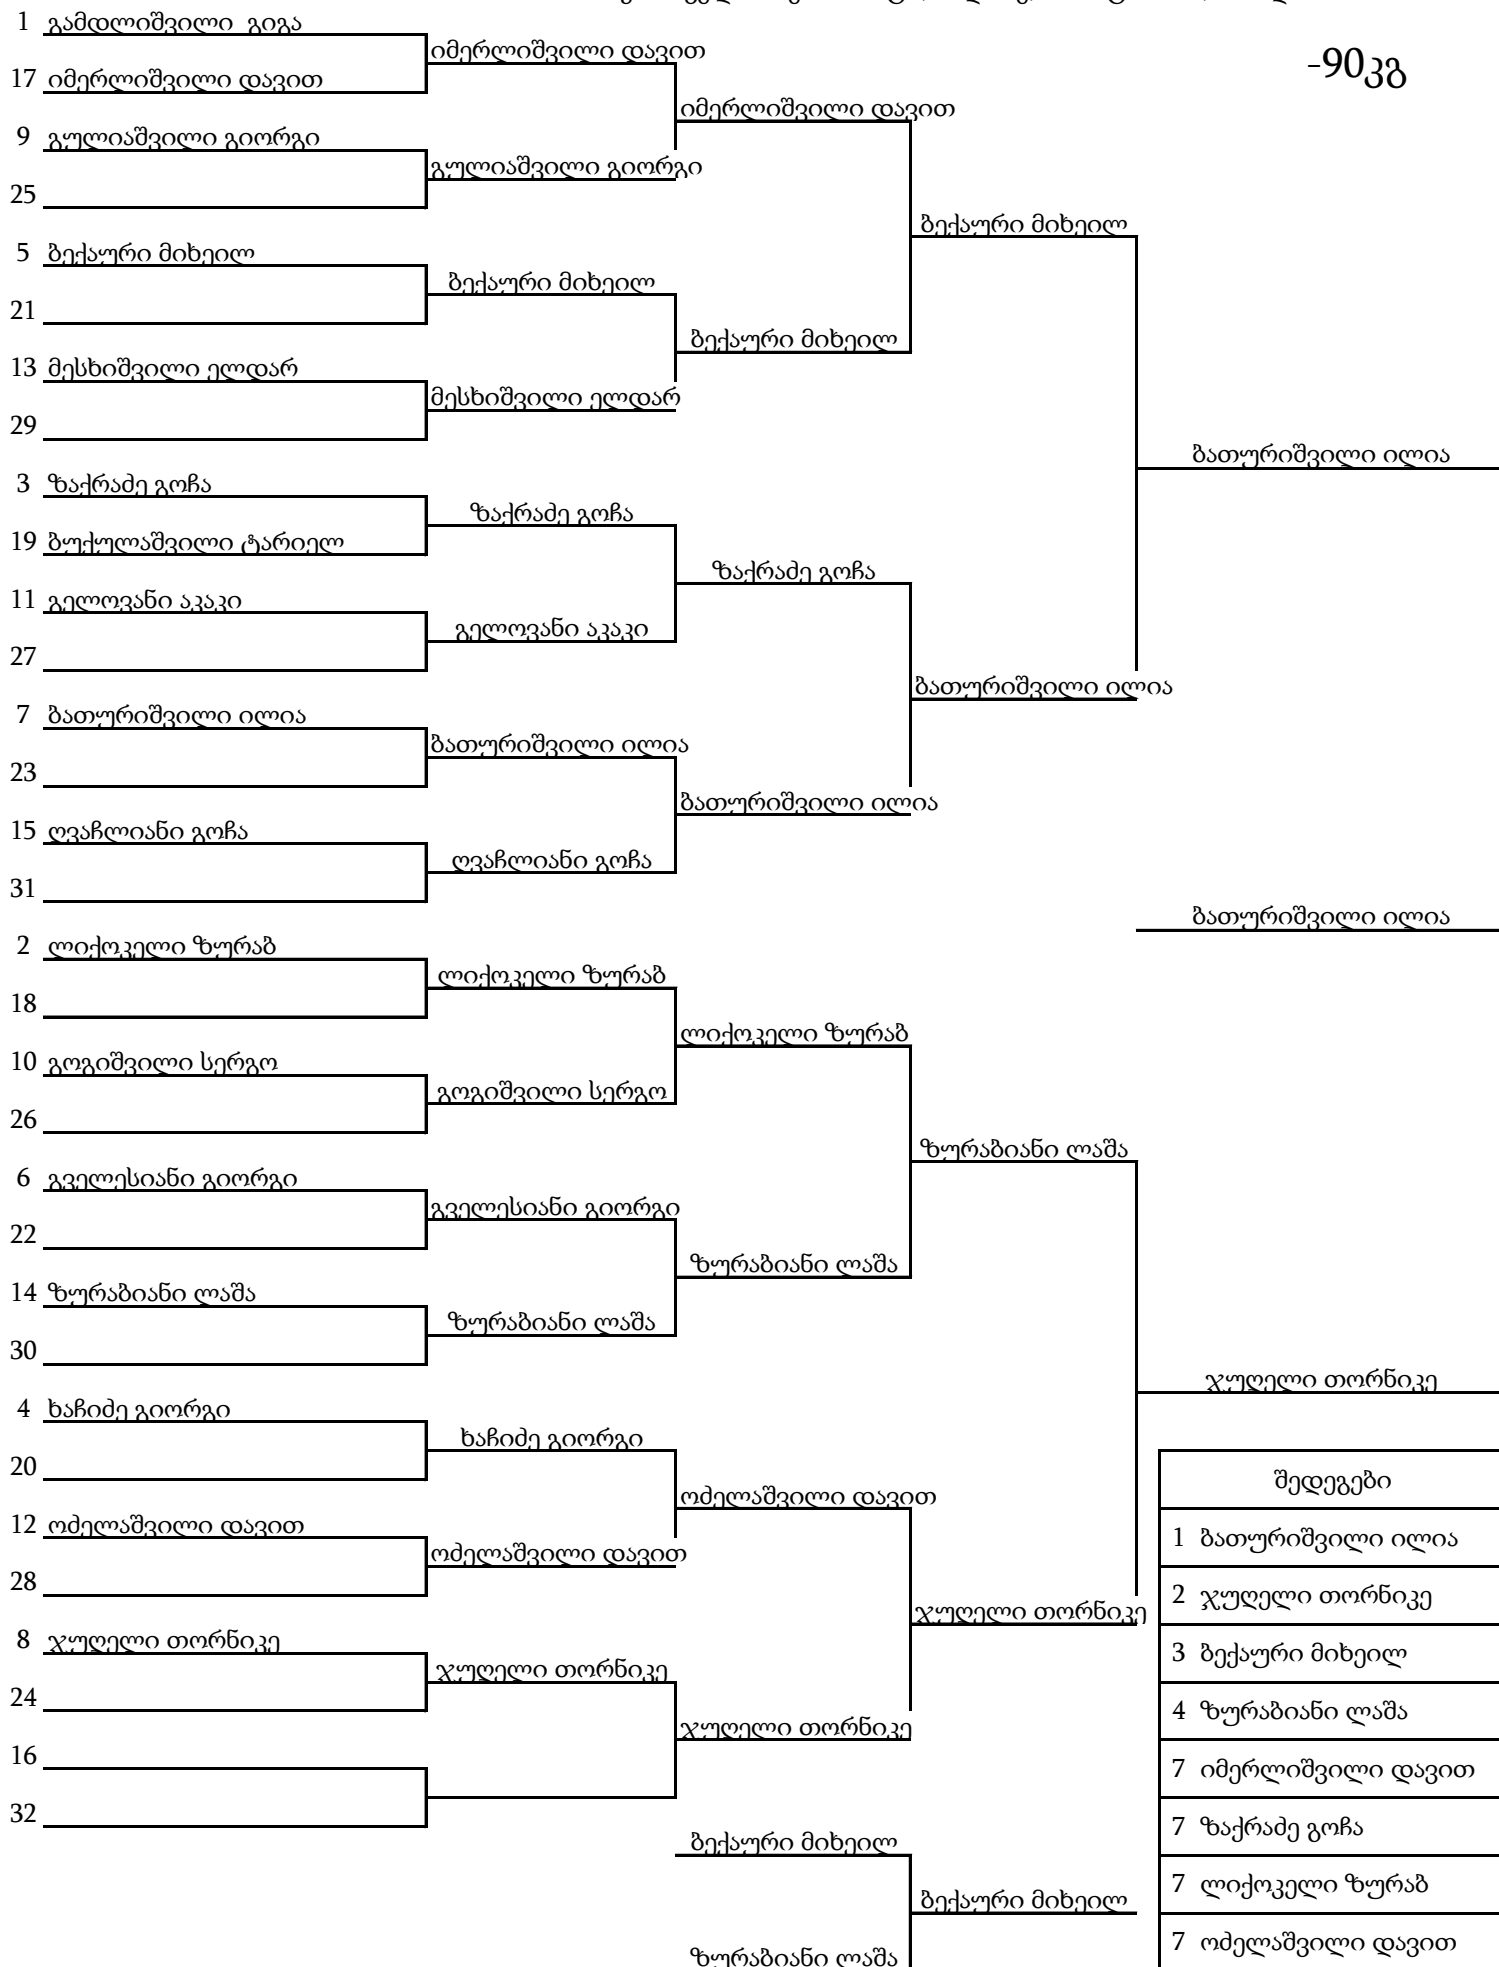 -90კგ
1 გამდლიშვილი გიგა
იმერლიშვილი დავით
17 იმერლიშვილი დავით
იმერლიშვილი დავით
9 გულიაშვილი გიორგი
გულიაშვილი გიორგი
25
ბექაური მიხეილ
5 ბექაური მიხეილ
ბექაური მიხეილ
21
ბექაური მიხეილ
13 მესხიშვილი ელდარ
მესხიშვილი ელდარ
29
ბათურიშვილი ილია
3 ზაქრაძე გოჩა
ზაქრაძე გოჩა
19 ბუქულაშვილი ტარიელ
ზაქრაძე გოჩა
11 გელოვანი აკაკი
გელოვანი აკაკი
27
ბათურიშვილი ილია
7 ბათურიშვილი ილია
ბათურიშვილი ილია
23
ბათურიშვილი ილია
15 ღვაჩლიანი გოჩა
ღვაჩლიანი გოჩა
31
ბათურიშვილი ილია
2 ლიქოკელი ზურაბ
ლიქოკელი ზურაბ
18
ლიქოკელი ზურაბ
10 გოგიშვილი სერგო
გოგიშვილი სერგო
26
ზურაბიანი ლაშა
6 გველესიანი გიორგი
გველესიანი გიორგი
22
ზურაბიანი ლაშა
14 ზურაბიანი ლაშა
ზურაბიანი ლაშა
30
ჯუღელი თორნიკე
4 ხაჩიძე გიორგი
ხაჩიძე გიორგი
20
შედეგები
ოძელაშვილი დავით
12 ოძელაშვილი დავით
1 ბათურიშვილი ილია
ოძელაშვილი დავით
28
2 ჯუღელი თორნიკე
ჯუღელი თორნიკე
8 ჯუღელი თორნიკე
3 ბექაური მიხეილ
ჯუღელი თორნიკე
24
4 ზურაბიანი ლაშა
ჯუღელი თორნიკე
16
7 იმერლიშვილი დავით
32
7 ზაქრაძე გოჩა
ბექაური მიხეილ
7 ლიქოკელი ზურაბ
ბექაური მიხეილ
7 ოძელაშვილი დავით
ზურაბიანი ლაშა